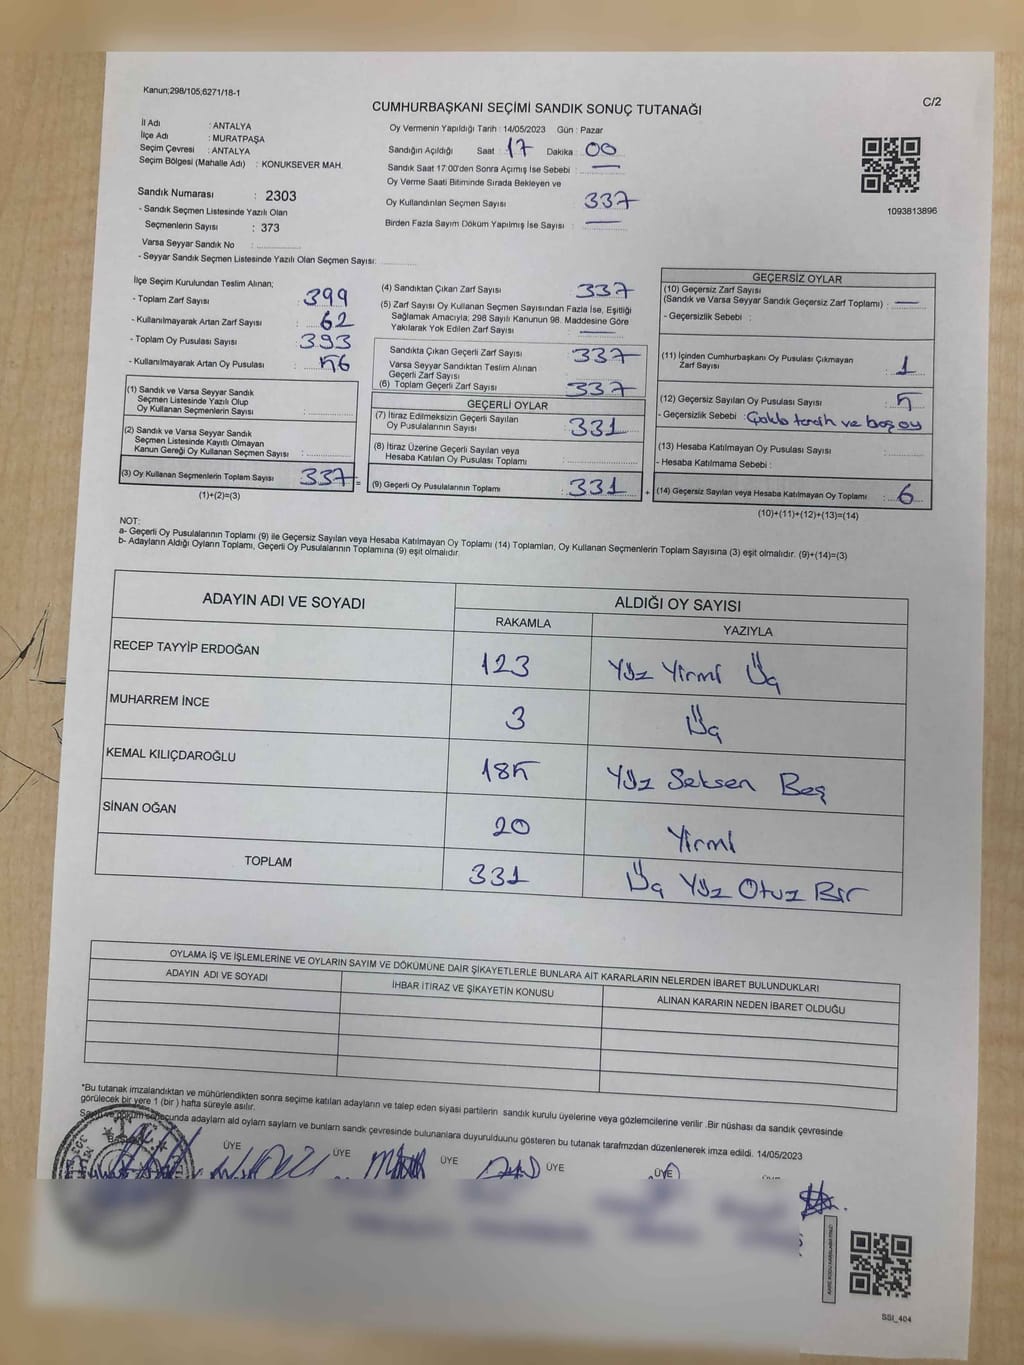 Kanun;298/105,6271/18-1
C/2
CUMHURBAŞKANI SEÇİMİ SANDIK SONUÇ TUTANAĞI
İl Adı : ANTALYA
İlçe Adı : MURATPAŞA
Seçim Çevresi : ANTALYA
Seçim Bölgesi (Mahalle Adı) : KONUKSEVER MAH.
Sandık Numarası : 2303
- Sandık Seçmen Listesinde Yazılı Olan
Seçmenlerin Sayısı : 373
Varsa Seyyar Sandık No :
- Seyyar Sandık Seçmen Listesinde Yazılı Olan Seçmen Sayısı:
Oy Vermenin Yapıldığı Tarih : 14/05/2023 Gün : Pazar
Sandığın Açıldığı Saat : 17 Dakika : 00
Sandık Saat 17:00'den Sonra Açımış İse Sebebi : —
Oy Verme Saati Bitiminde Sırada Bekleyen ve
Oy Kullandırılan Seçmen Sayısı 337
Birden Fazla Sayım Döküm Yapılmış İse Sayısı : —
1093813896
İlçe Seçim Kurulundan Teslim Alınan;
- Toplam Zarf Sayısı : 399
- Kullanılmayarak Artan Zarf Sayısı : 62
- Toplam Oy Pusulası Sayısı : 393
- Kullanılmayarak Artan Oy Pusulası : 56
(1) Sandık ve Varsa Seyyar Sandık
Seçmen Listesinde Yazılı Olup
Oy Kullanan Seçmenlerin Sayısı :
(2) Sandık ve Varsa Seyyar Sandık
Seçmen Listesinde Kayıtlı Olmayan
Kanun Gereği Oy Kullanan Seçmen Sayısı :
(3) Oy Kullanan Seçmenlerin Toplam Sayısı : 337 =
(1)+(2)=(3)
(4) Sandıktan Çıkan Zarf Sayısı : 337
(5) Zarf Sayısı Oy Kullanan Seçmen Sayısından Fazla İse, Eşitliği
Sağlamak Amacıyla; 298 Sayılı Kanunun 98. Maddesine Göre
Yakılarak Yok Edilen Zarf Sayısı : —
Sandıkta Çıkan Geçerli Zarf Sayısı : 337
Varsa Seyyar Sandıktan Teslim Alınan
Geçerli Zarf Sayısı :
(6) Toplam Geçerli Zarf Sayısı : 337
GEÇERLİ OYLAR
(7) İtiraz Edilmeksizin Geçerli Sayılan
Oy Pusulalarının Sayısı : 331
(8) İtiraz Üzerine Geçerli Sayılan veya
Hesaba Katılan Oy Pusulası Toplamı :
(9) Geçerli Oy Pusulalarının Toplamı : 331 +
GEÇERSİZ OYLAR
(10) Geçersiz Zarf Sayısı
(Sandık ve Varsa Seyyar Sandık Geçersiz Zarf Toplamı) : —
- Geçersizlik Sebebi :
(11) İçinden Cumhurbaşkanı Oy Pusulası Çıkmayan
Zarf Sayısı : 1
(12) Geçersiz Sayılan Oy Pusulası Sayısı : 5
- Geçersizlik Sebebi : Çoklu tercih ve boş oy
(13) Hesaba Katılmayan Oy Pusulası Sayısı :
- Hesaba Katılmama Sebebi :
(14) Geçersiz Sayılan veya Hesaba Katılmayan Oy Toplamı : 6
(10)+(11)+(12)+(13)=(14)
NOT:
a- Geçerli Oy Pusulalarının Toplamı (9) ile Geçersiz Sayılan veya Hesaba Katılmayan Oy Toplamı (14) Toplamları, Oy Kullanan Seçmenlerin Toplam Sayısına (3) eşit olmalıdır. (9)+(14)=(3)
b- Adayların Aldığı Oyların Toplamı, Geçerli Oy Pusulalarının Toplamına (9) eşit olmalıdır.
ADAYIN ADI VE SOYADI ALDIĞI OY SAYISI
RAKAMLA YAZIYLA
RECEP TAYYİP ERDOĞAN 123 Yüz Yirmi Üç
MUHARREM İNCE 3 Üç
KEMAL KILIÇDAROĞLU 185 Yüz Seksen Beş
SİNAN OĞAN 20 Yirmi
TOPLAM 331 Üç Yüz Otuz Bir
OYLAMA İŞ VE İŞLEMLERİNE VE OYLARIN SAYIM VE DÖKÜMÜNE DAİR ŞİKAYETLERLE BUNLARA AİT KARARLARIN NELERDEN İBARET BULUNDUKLARI
ADAYIN ADI VE SOYADI İHBAR İTİRAZ VE ŞİKAYETİN KONUSU ALINAN KARARIN NEDEN İBARET OLDUĞU
*Bu tutanak imzalandıktan ve mühürlendikten sonra seçime katılan adayların ve talep eden siyasi partilerin sandık kurulu üyelerine veya gözlemcilerine verilir .Bir nüshası da sandık çevresinde
görülecek bir yere 1 (bir ) hafta süreyle asılır.
ald oyların sayları ve bunların sandk çevresinde bulunanlara duyurulduunu gösteren bu tutanak tarafmzdan düzenlenerek imza edildi. 14/05/2023
ÜYE ÜYE ÜYE ÜYE ÜYE
SSI_404